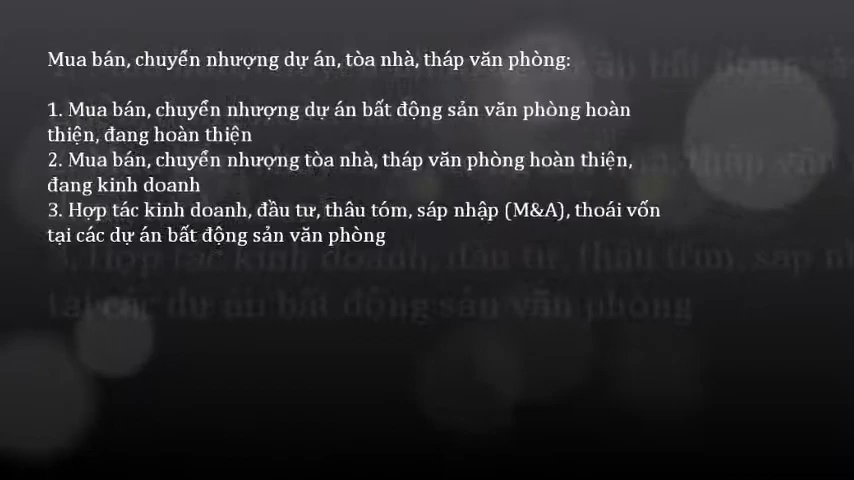 Mua bán, chuyển nhượng dự án, tòa nhà, tháp văn phòng:
1. Mua bán, chuyển nhượng dự án bất động sản văn phòng hoàn
thiện, đang hoàn thiện
2. Mua bán, chuyển nhượng tòa nhà, tháp văn phòng hoàn thiện,
đang kinh doanh
3. Hợp tác kinh doanh, đầu tư, thâu tóm, sáp nhập (M&A), thoái vốn
tại các dự án bất động sản văn phòng